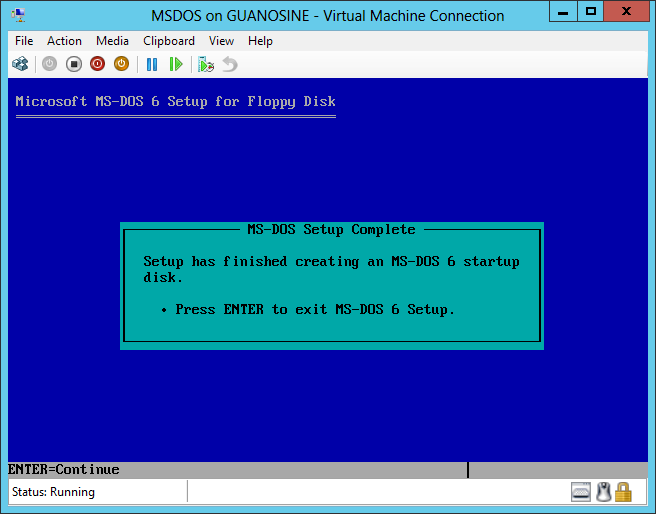 MSDOS on GUANOSINE - Virtual Machine Connection
File Action Media Clipboard View Help
Microsoft MS-DOS 6 Setup for Floppy Disk
MS-DOS Setup Complete
Setup has finished creating an MS-DOS 6 startup
disk.
• Press ENTER to exit MS-DOS 6 Setup.
ENTER=Continue
Status: Running